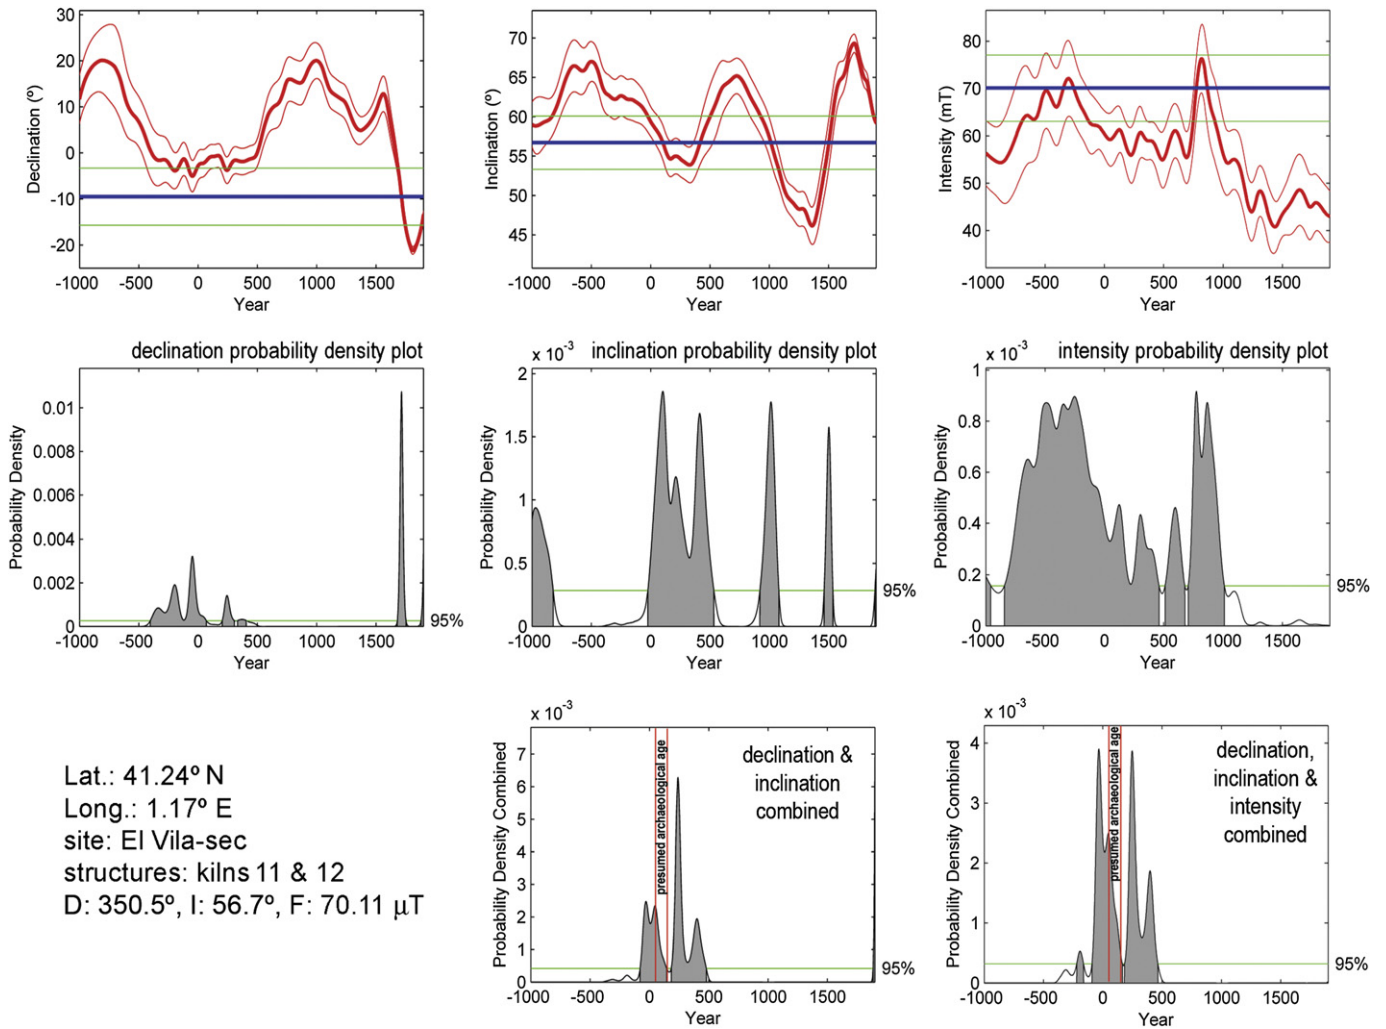 30
20
10
0
-10
-20
Declination (º)
-1000 -500 0 500 1000 1500
Year
70
65
60
55
50
45
Inclination (º)
-1000 -500 0 500 1000 1500
Year
80
70
60
50
40
Intensity (mT)
-1000 -500 0 500 1000 1500
Year
declination probability density plot
0.01
0.008
0.006
0.004
0.002
0
Probability Density
95%
-1000 -500 0 500 1000 1500
Year
x 10⁻³
inclination probability density plot
2
1.5
1
0.5
0
Probability Density
95%
-1000 -500 0 500 1000 1500
Year
x 10⁻³
intensity probability density plot
1
0.8
0.6
0.4
0.2
0
Probability Density
95%
-1000 -500 0 500 1000 1500
Year
Lat.: 41.24º N
Long.: 1.17º E
site: El Vila-sec
structures: kilns 11 & 12
D: 350.5º, I: 56.7º, F: 70.11 µT
x 10⁻³
7
6
5
4
3
2
1
0
Probability Density Combined
presumed archaeological age
declination &
inclination
combined
95%
-1000 -500 0 500 1000 1500
Year
x 10⁻³
4
3
2
1
0
Probability Density Combined
presumed archaeological age
declination,
inclination &
intensity
combined
95%
-1000 -500 0 500 1000 1500
Year